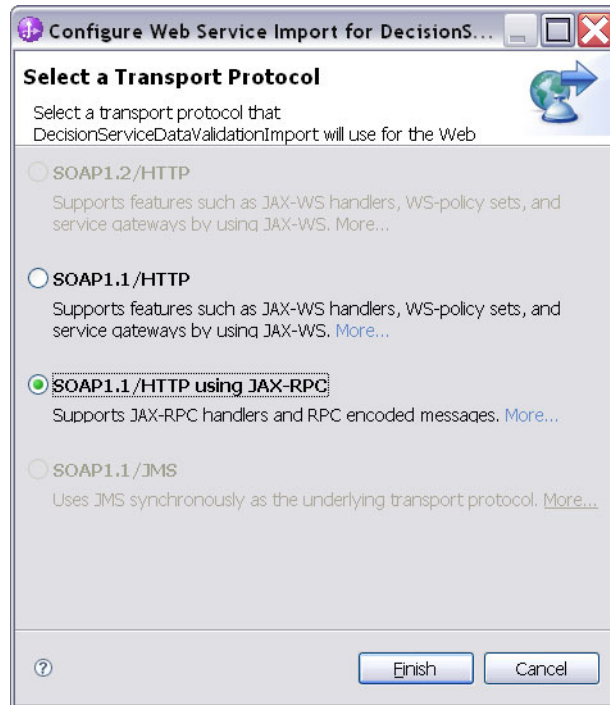 Configure Web Service Import for DecisionS...
Select a Transport Protocol
Select a transport protocol that
DecisionServiceDataValidationImport will use for the Web
SOAP1.2/HTTP
Supports features such as JAX-WS handlers, WS-policy sets, and
service gateways by using JAX-WS. More...
SOAP1.1/HTTP
Supports features such as JAX-WS handlers, WS-policy sets, and
service gateways by using JAX-WS. More...
SOAP1.1/HTTP using JAX-RPC
Supports JAX-RPC handlers and RPC encoded messages. More...
SOAP1.1/JMS
Uses JMS synchronously as the underlying transport protocol. More...
?
Finish Cancel